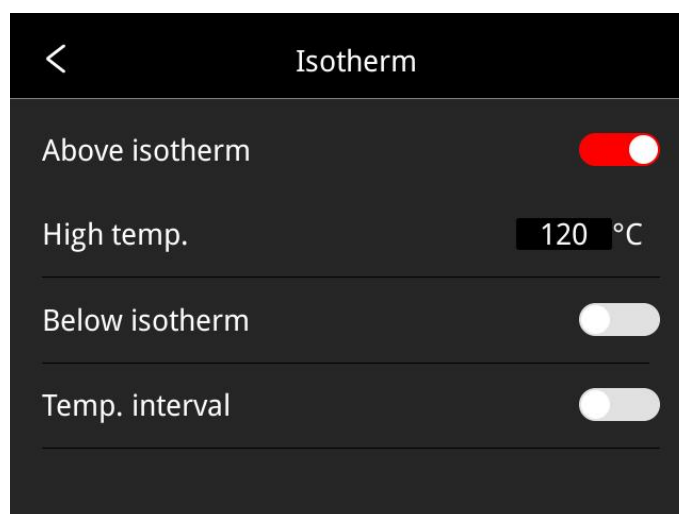 Isotherm
Above isotherm
High temp. 120 °C
Below isotherm
Temp. interval